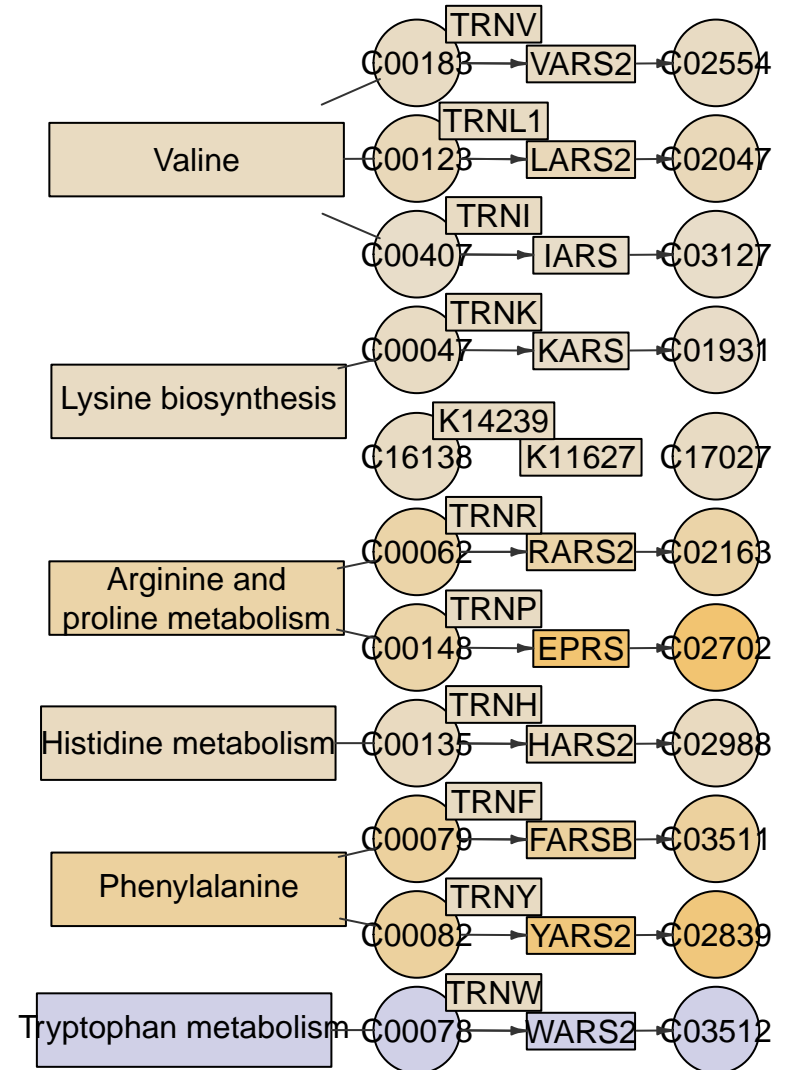 TRNV
C00183 VARS2 C02554
TRNL1
Valine C00123 LARS2 C02047
TRNI
C00407 IARS C03127
TRNK
C00047 KARS C01931
Lysine biosynthesis
K14239
C16138 K11627 C17027
TRNR
C00062 RARS2 C02163
Arginine and
proline metabolism
TRNP
C00148 EPRS C02702
TRNH
Histidine metabolism C00135 HARS2 C02988
TRNF
C00079 FARSB C03511
Phenylalanine
TRNY
C00082 YARS2 C02839
TRNW
Tryptophan metabolism C00078 WARS2 C03512